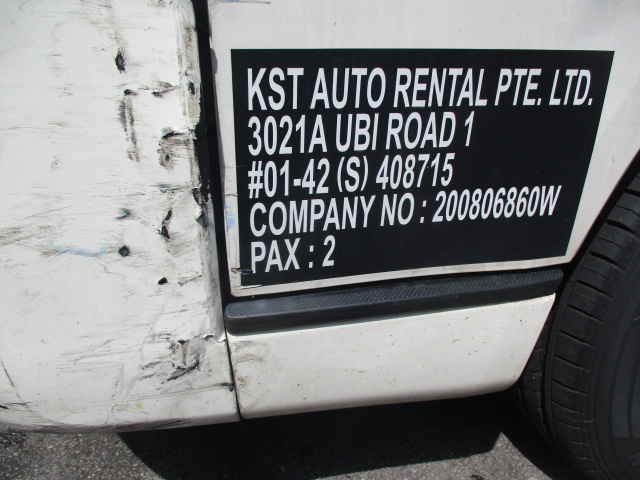 KST AUTO RENTAL PTE. LTD.
3021A UBI ROAD 1
#01-42 (S) 408715
COMPANY NO : 200806860W
PAX : 2